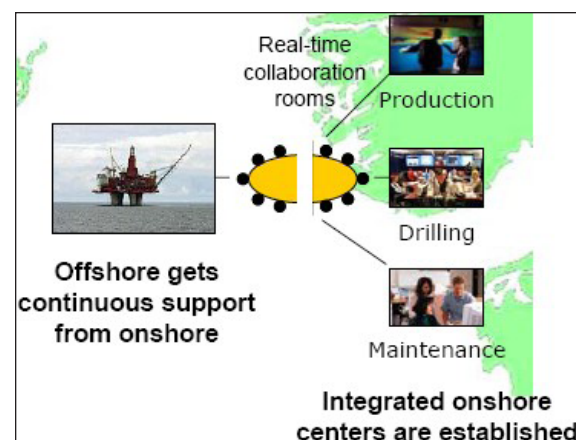 Real-time
collaboration
rooms
Production
Drilling
Offshore gets
continuous support
from onshore
Maintenance
Integrated onshore
centers are established